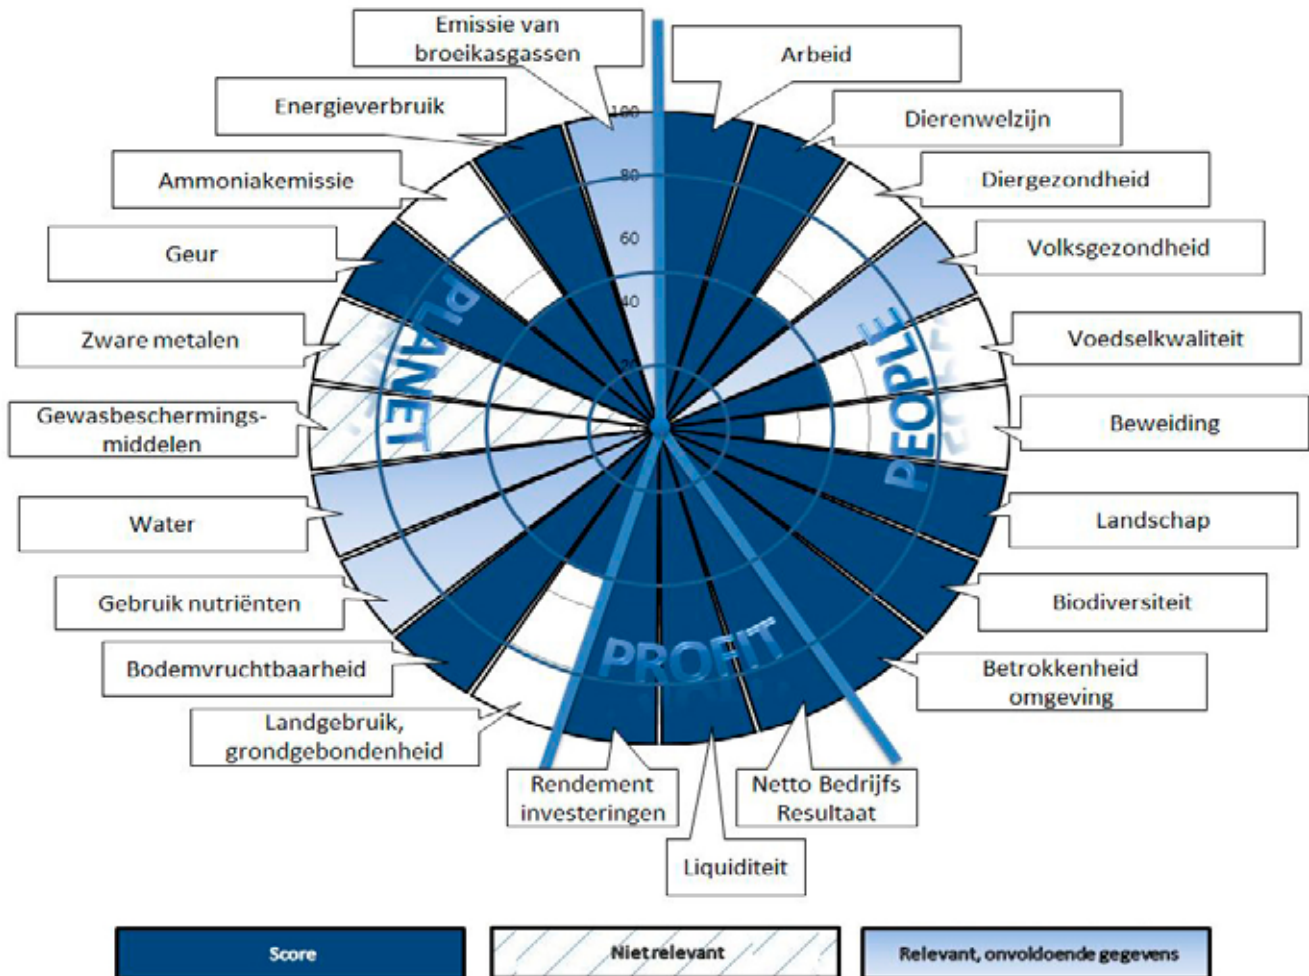 Emissie van
broeikasgassen
Arbeid
Energieverbruik
Dierenwelzijn
Ammoniakemissie
Diergezondheid
Geur
Volksgezondheid
Zware metalen
Voedselkwaliteit
Gewasbeschermings-
middelen
Beweiding
Water
Landschap
Gebruik nutriënten
Biodiversiteit
Bodemvruchtbaarheid
Betrokkenheid
omgeving
Landgebruik,
grondgebondenheid
Rendement
investeringen
Netto Bedrijfs
Resultaat
Liquiditeit
100
80
60
40
20
PLANET
PEOPLE
PROFIT
Score
Niet relevant
Relevant, onvoldoende gegevens